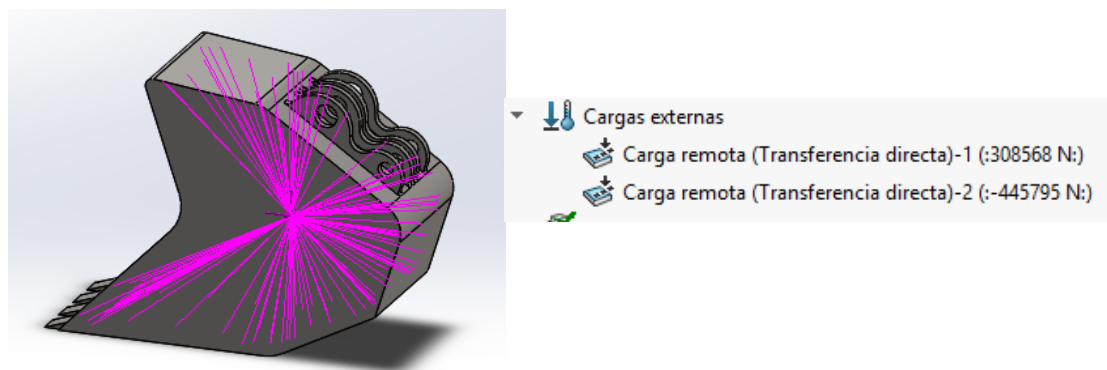 Cargas externas
Carga remota (Transferencia directa)-1 (:308568 N:)
Carga remota (Transferencia directa)-2 (:-445795 N:)